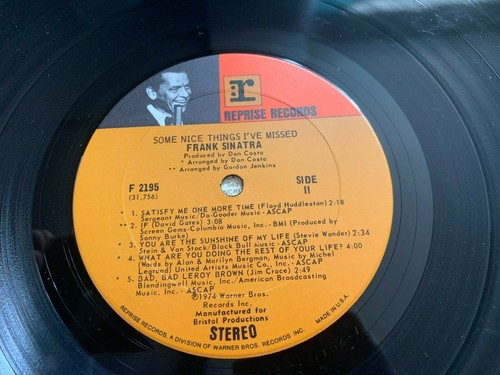 r
REPRISE RECORDS
SOME NICE THINGS I'VE MISSED
FRANK SINATRA
Produced by Don Costa
* Arranged by Don Costa
** Arranged by Gordon Jenkins
F 2195
(31,756)
SIDE
II
* 1. SATISFY ME ONE MORE TIME (Floyd Huddleston) 2:18
Sergeant Music/Do-Gooder Music-ASCAP
** 2. IF (David Gates) 3:08
Screen Gems-Columbia Music, Inc.-BMI (Produced by
Sonny Burke)
* 3. YOU ARE THE SUNSHINE OF MY LIFE (Stevie Wonder) 2:34
Stein & Van Stock/Black Bull Music-ASCAP
* 4. WHAT ARE YOU DOING THE REST OF YOUR LIFE? 4:00
(Words by Alan & Marilyn Bergman, Music by Michel
Legrand) United Artists Music Co., Inc.-ASCAP
* 5. BAD, BAD LEROY BROWN (Jim Croce) 2:49
Blendingwell Music, Inc./American Broadcasting
Music, Inc. - ASCAP
℗1974 Warner Bros.
Records Inc.
Manufactured for
Bristol Productions
STEREO
REPRISE RECORDS, A DIVISION OF WARNER BROS. RECORDS INC.
MADE IN U.S.A.